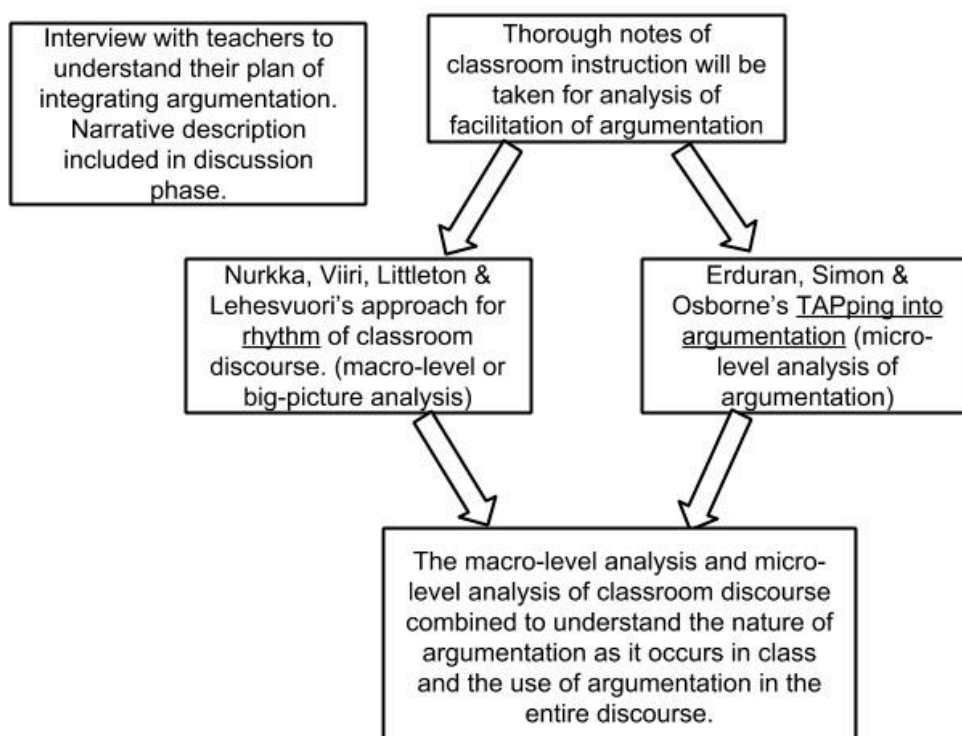 Interview with teachers to
understand their plan of
integrating argumentation.
Narrative description
included in discussion
phase.
Thorough notes of
classroom instruction will be
taken for analysis of
facilitation of argumentation
Nurkka, Viiri, Littleton &
Lehesvuori's approach for
rhythm of classroom
discourse. (macro-level or
big-picture analysis)
Erduran, Simon &
Osborne's TAPping into
argumentation (micro-
level analysis of
argumentation)
The macro-level analysis and micro-
level analysis of classroom discourse
combined to understand the nature of
argumentation as it occurs in class
and the use of argumentation in the
entire discourse.